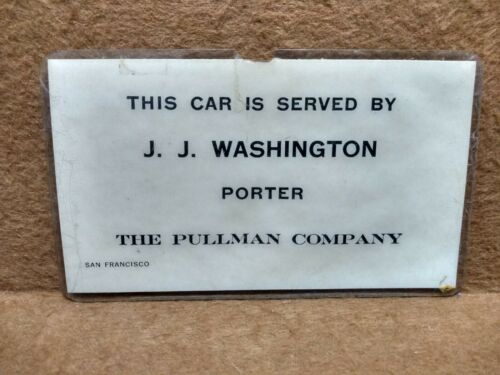 THIS CAR IS SERVED BY
J. J. WASHINGTON
PORTER
THE PULLMAN COMPANY
SAN FRANCISCO